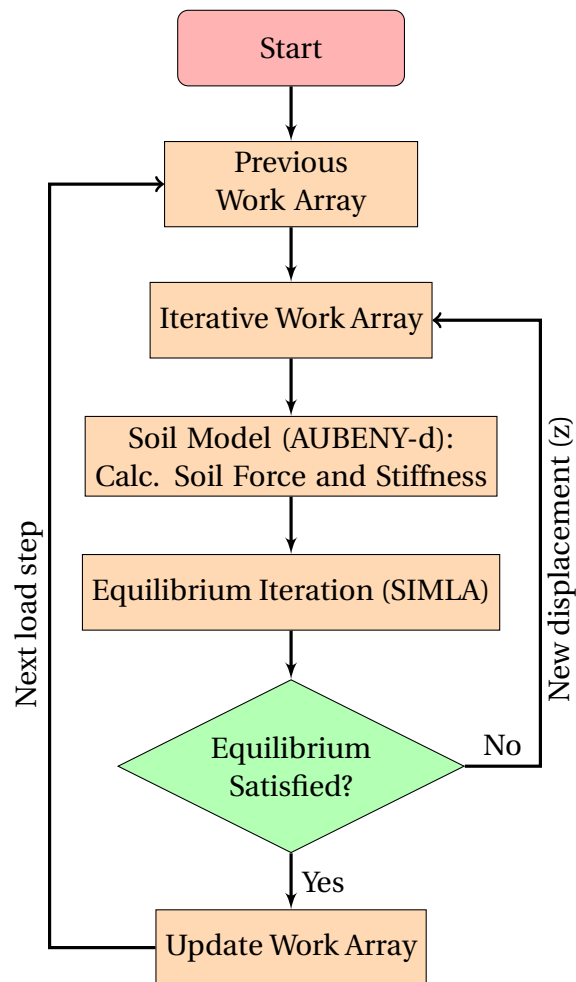 Start
Previous
Work Array
Iterative Work Array
Soil Model (AUBENY-d):
Calc. Soil Force and Stiffness
Equilibrium Iteration (SIMLA)
Equilibrium
Satisfied?
No
Yes
Update Work Array
Next load step
New displacement (z)